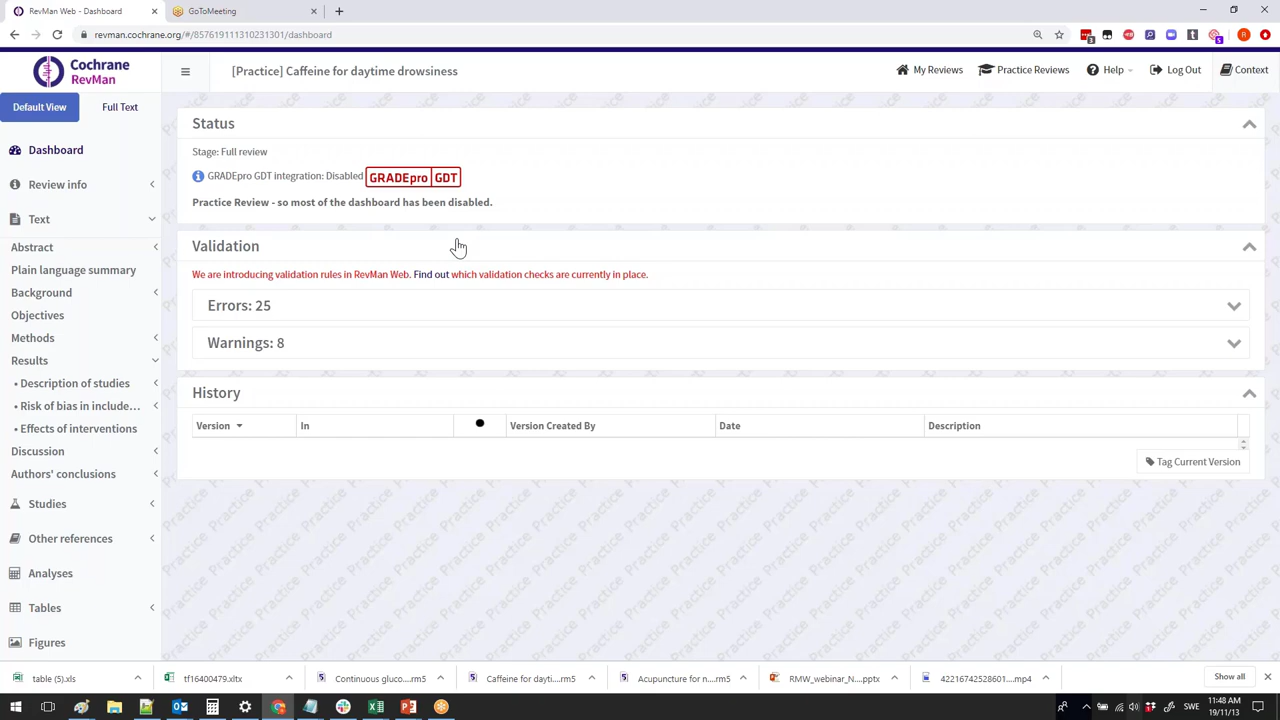 RevMan Web - Dashboard
GoToMeeting
revman.cochrane.org/#/857619111310231301/dashboard
Cochrane
RevMan
[Practice] Caffeine for daytime drowsiness
My Reviews
Practice Reviews
Help
Log Out
Context
Default View
Full Text
Dashboard
Review info
Text
Abstract
Plain language summary
Background
Objectives
Methods
Results
• Description of studies
• Risk of bias in include...
• Effects of interventions
Discussion
Authors' conclusions
Studies
Other references
Analyses
Tables
Figures
Status
Stage: Full review
GRADEpro GDT integration: Disabled GRADEpro GDT
Practice Review - so most of the dashboard has been disabled.
Validation
We are introducing validation rules in RevMan Web. Find out which validation checks are currently in place.
Errors: 25
Warnings: 8
History
Version In Version Created By Date Description
Tag Current Version
Practice
table (5).xls
tf16400479.xltx
Continuous gluco....rm5
Caffeine for dayti....rm5
Acupuncture for n....rm5
RMW_webinar_N....pptx
42216742528601....mp4
Show all
SWE
11:48 AM
19/11/13